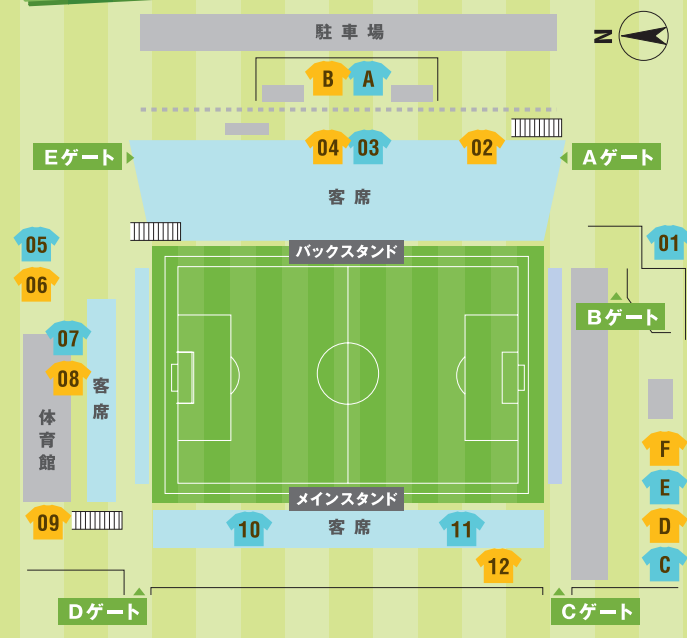 駐車場
N
B
A
04
03
02
Eゲート
Aゲート
客席
05
01
バックスタンド
06
Bゲート
07
08
客席
体育館
F
E
メインスタンド
09
10
客席
11
D
12
C
Dゲート
Cゲート